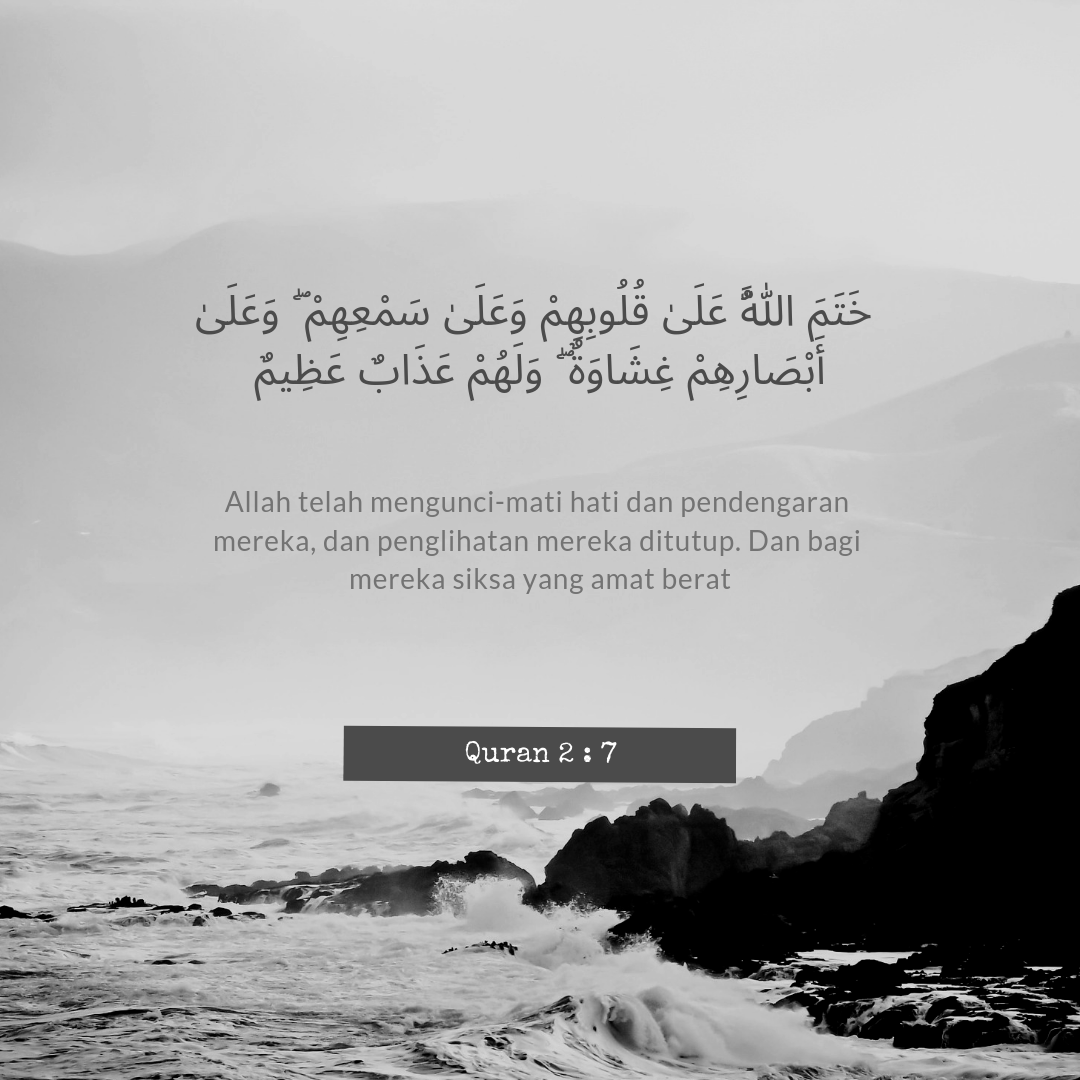 خَتَمَ اللَّهُ عَلَىٰ قُلُوبِهِمْ وَعَلَىٰ سَمْعِهِمْ ۖ وَعَلَىٰ
أَبْصَارِهِمْ غِشَاوَةٌ ۖ وَلَهُمْ عَذَابٌ عَظِيمٌ
Allah telah mengunci-mati hati dan pendengaran
mereka, dan penglihatan mereka ditutup. Dan bagi
mereka siksa yang amat berat
Quran 2 : 7